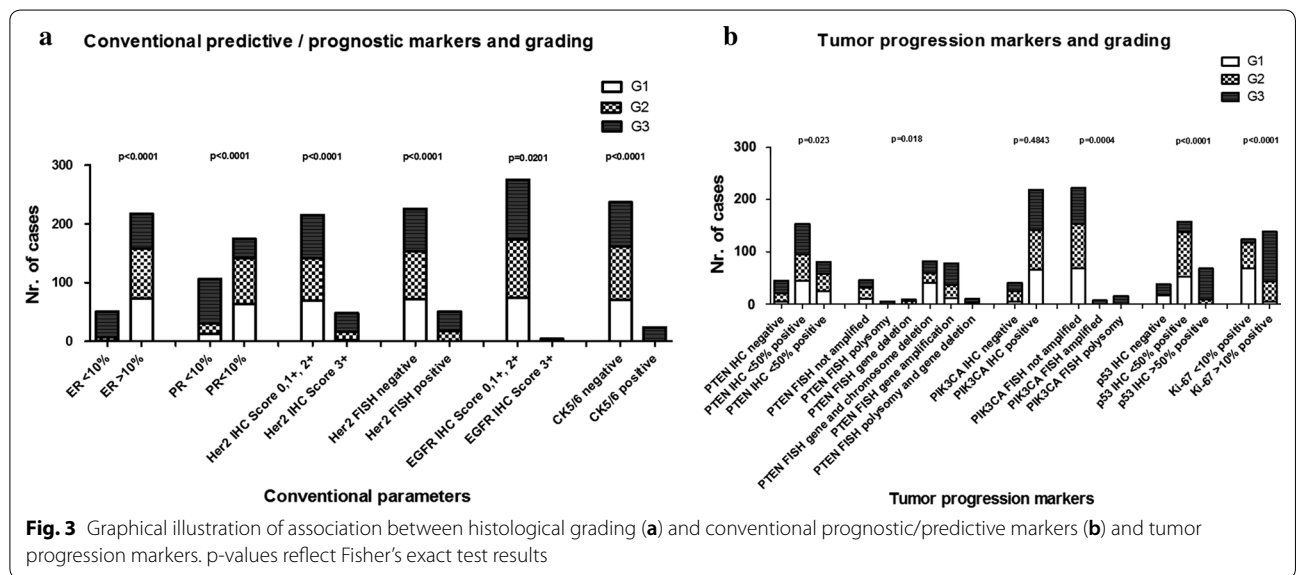 a
Conventional predictive / prognostic markers and grading
G1
G2
G3
p<0.0001
p<0.0001
p<0.0001
p<0.0001
p=0.0201
p<0.0001
300
200
100
0
Nr. of cases
ER <10%
ER >10%
PR <10%
PR<10%
Her2 IHC Score 0,1+, 2+
Her2 IHC Score 3+
Her2 FISH negative
Her2 FISH positive
EGFR IHC Score 0,1+, 2+
EGFR IHC Score 3+
CK5/6 negative
CK5/6 positive
Conventional parameters
b
Tumor progression markers and grading
G1
G2
G3
p=0.023
p=0.018
p=0.4843
p=0.0004
p<0.0001
p<0.0001
300
200
100
0
Nr. of cases
PTEN IHC negative
PTEN IHC <50% positive
PTEN IHC <50% positive
PTEN FISH not amplified
PTEN FISH polysomy
PTEN FISH gene deletion
PTEN FISH gene and chromosome deletion
PTEN FISH gene amplification
PTEN FISH polysomy and gene deletion
PIK3CA IHC negative
PIK3CA IHC positive
PIK3CA FISH not amplified
PIK3CA FISH amplified
PIK3CA FISH polysomy
p53 IHC negative
p53 IHC <50% positive
p53 IHC >50% positive
Ki-67 <10% positive
Ki-67 >10% positive
Tumor progression markers
Fig. 3 Graphical illustration of association between histological grading (a) and conventional prognostic/predictive markers (b) and tumor
progression markers. p-values reflect Fisher's exact test results